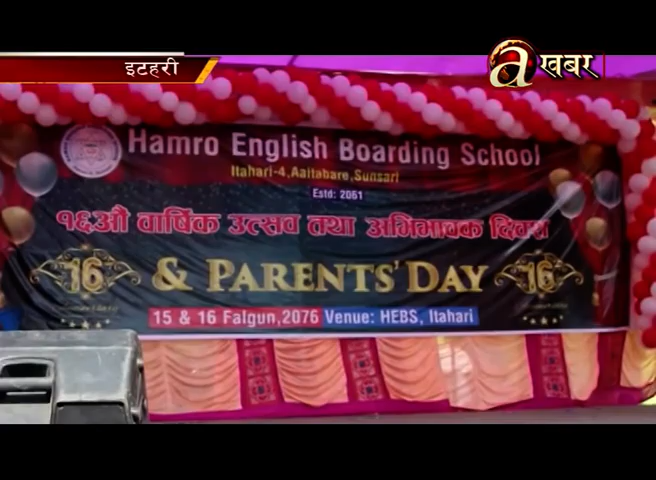 इटहरी
a खबर
Hamro English Boarding School
Itahari-4,Aaitabare,Sunsari
Estd: 2061
१६औं वार्षिक उत्सव तथा अभिभावक दिवस
16 & PARENTS' DAY 16
15 & 16 Falgun,2076 Venue: HEBS, Itahari